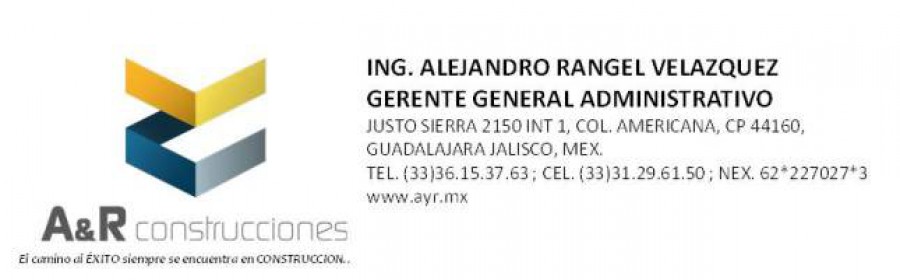 ING. ALEJANDRO RANGEL VELAZQUEZ
GERENTE GENERAL ADMINISTRATIVO
JUSTO SIERRA 2150 INT 1, COL. AMERICANA, CP 44160,
GUADALAJARA JALISCO, MEX.
TEL. (33)36.15.37.63 ; CEL. (33)31.29.61.50 ; NEX. 62*227027*3
www.ayr.mx
A&R construcciones
El camino al ÉXITO siempre se encuentra en CONSTRUCCION..